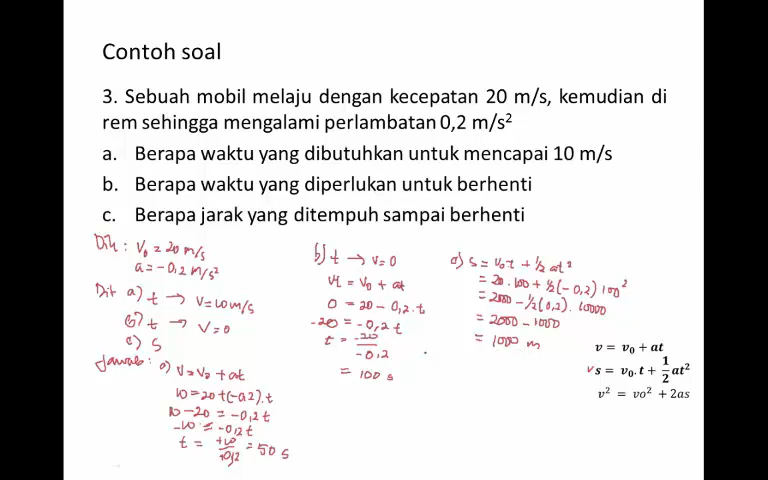 Contoh soal
3. Sebuah mobil melaju dengan kecepatan 20 m/s, kemudian di
rem sehingga mengalami perlambatan 0,2 m/s²
a. Berapa waktu yang dibutuhkan untuk mencapai 10 m/s
b. Berapa waktu yang diperlukan untuk berhenti
c. Berapa jarak yang ditempuh sampai berhenti
Dik : V₀ = 20 m/s
a = -0,2 m/s²
Dit a) t → V = 10 m/s
b) t → V = 0
c) S
Jawab : a) V = V₀ + at
10 = 20 + (-0,2).t
10 - 20 = -0,2 t
-10 = -0,2 t
t = +10/+0,2 = 50 s
b) t → V = 0
Vt = V₀ + at
0 = 20 - 0,2 . t
-20 = -0,2 t
t = -20/-0,2
= 100 s
c) S = V₀ t + ½ at²
= 20 . 100 + ½ (-0,2) 100²
= 2000 - ½ (0,2) . 10000
= 2000 - 1000
= 1000 m
v = v₀ + at
v s = v₀.t + 1/2 at²
v² = vo² + 2as